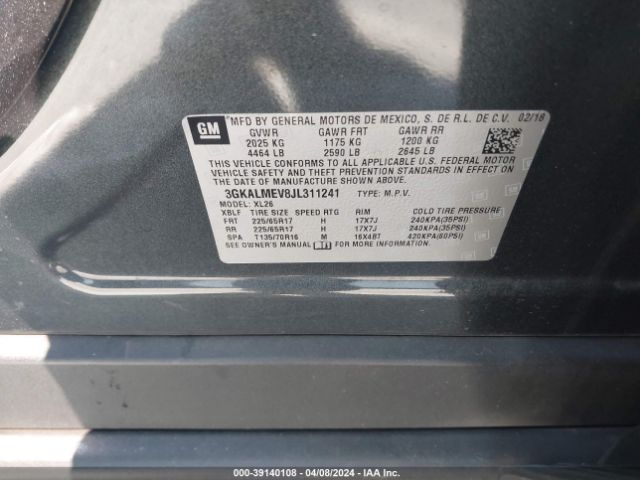 GM
MFD BY GENERAL MOTORS DE MEXICO, S. DE R.L. DE C.V. 02/18
GVWR GAWR FRT GAWR RR
2025 KG 1175 KG 1200 KG
4464 LB 2590 LB 2645 LB
THIS VEHICLE CONFORMS TO ALL APPLICABLE U.S. FEDERAL MOTOR
VEHICLE SAFETY, BUMPER, AND THEFT PREVENTION STANDARDS IN EFFECT ON THE
DATE OF MANUFACTURE SHOWN ABOVE.
3GKALMEV8JL311241 TYPE: M.P.V.
MODEL: XL26
XBLF TIRE SIZE SPEED RTG RIM COLD TIRE PRESSURE
FRT 225/65R17 H 17X7J 240KPA(35PSI)
RR 225/65R17 H 17X7J 240KPA(35PSI)
SPA T135/70R16 M 16X4BT 420KPA(60PSI)
SEE OWNER'S MANUAL FOR ADDITIONAL INFORMATION.
000-39140108 - 04/08/2024 - IAA Inc.